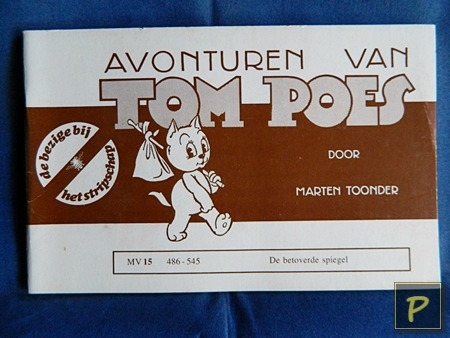 AVONTUREN VAN
TOM POES
de bezige bij
het stripschap
DOOR
MARTEN TOONDER
MV 15 486-545 De betoverde spiegel
P